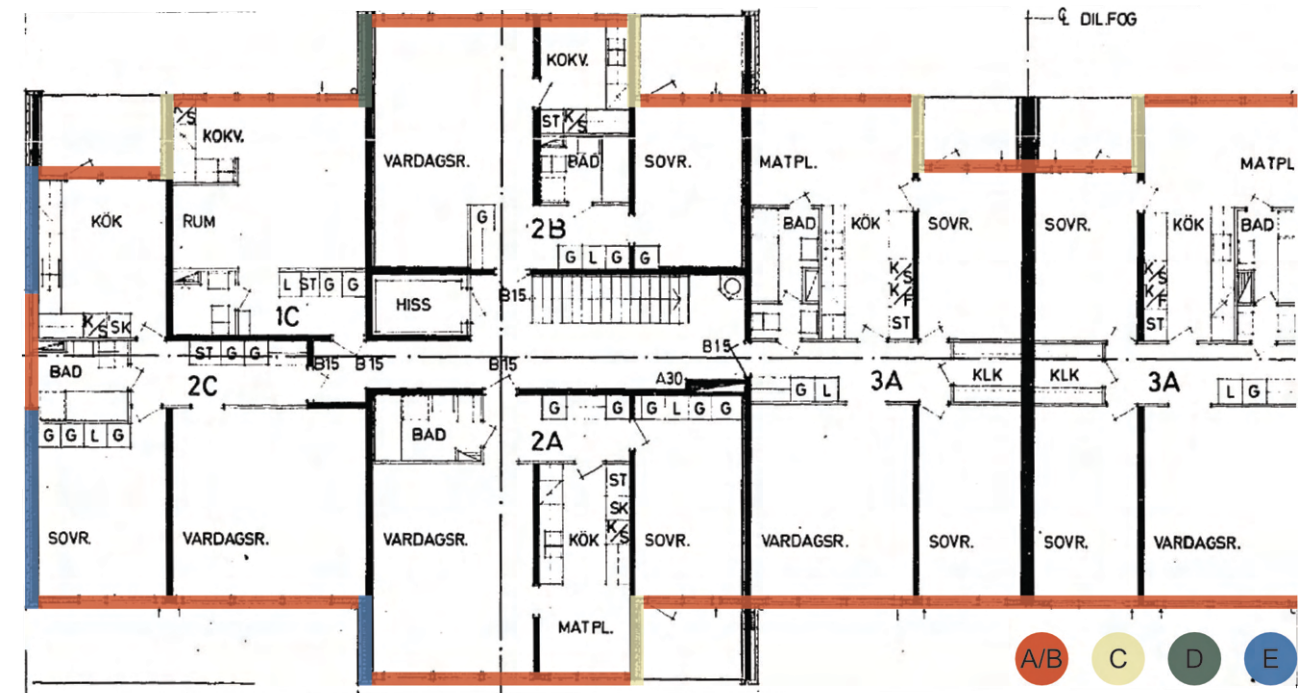 ℄ DIL.FOG
KOKV.
K/S
KOKV.
ST K/S
VARDAGSR.
BAD
SOVR.
MATPL.
MATPL
KÖK
RUM
G
2B
BAD
KÖK
SOVR.
SOVR.
KÖK
BAD
G L G G
L ST G G
K/S
K/F
K/S
K/F
HISS
B15
1C
ST
ST
K/S SK
ST G G
B15
B15
B15
B15
BAD
2C
A30
3A
KLK
KLK
3A
G L
L G
G
G
G L G G
BAD
2A
G G L G
ST
SK
K/S
SOVR.
VARDAGSR.
VARDAGSR.
KÖK
SOVR.
VARDAGSR.
SOVR.
SOVR.
VARDAGSR.
MATPL.
A/B
C
D
E